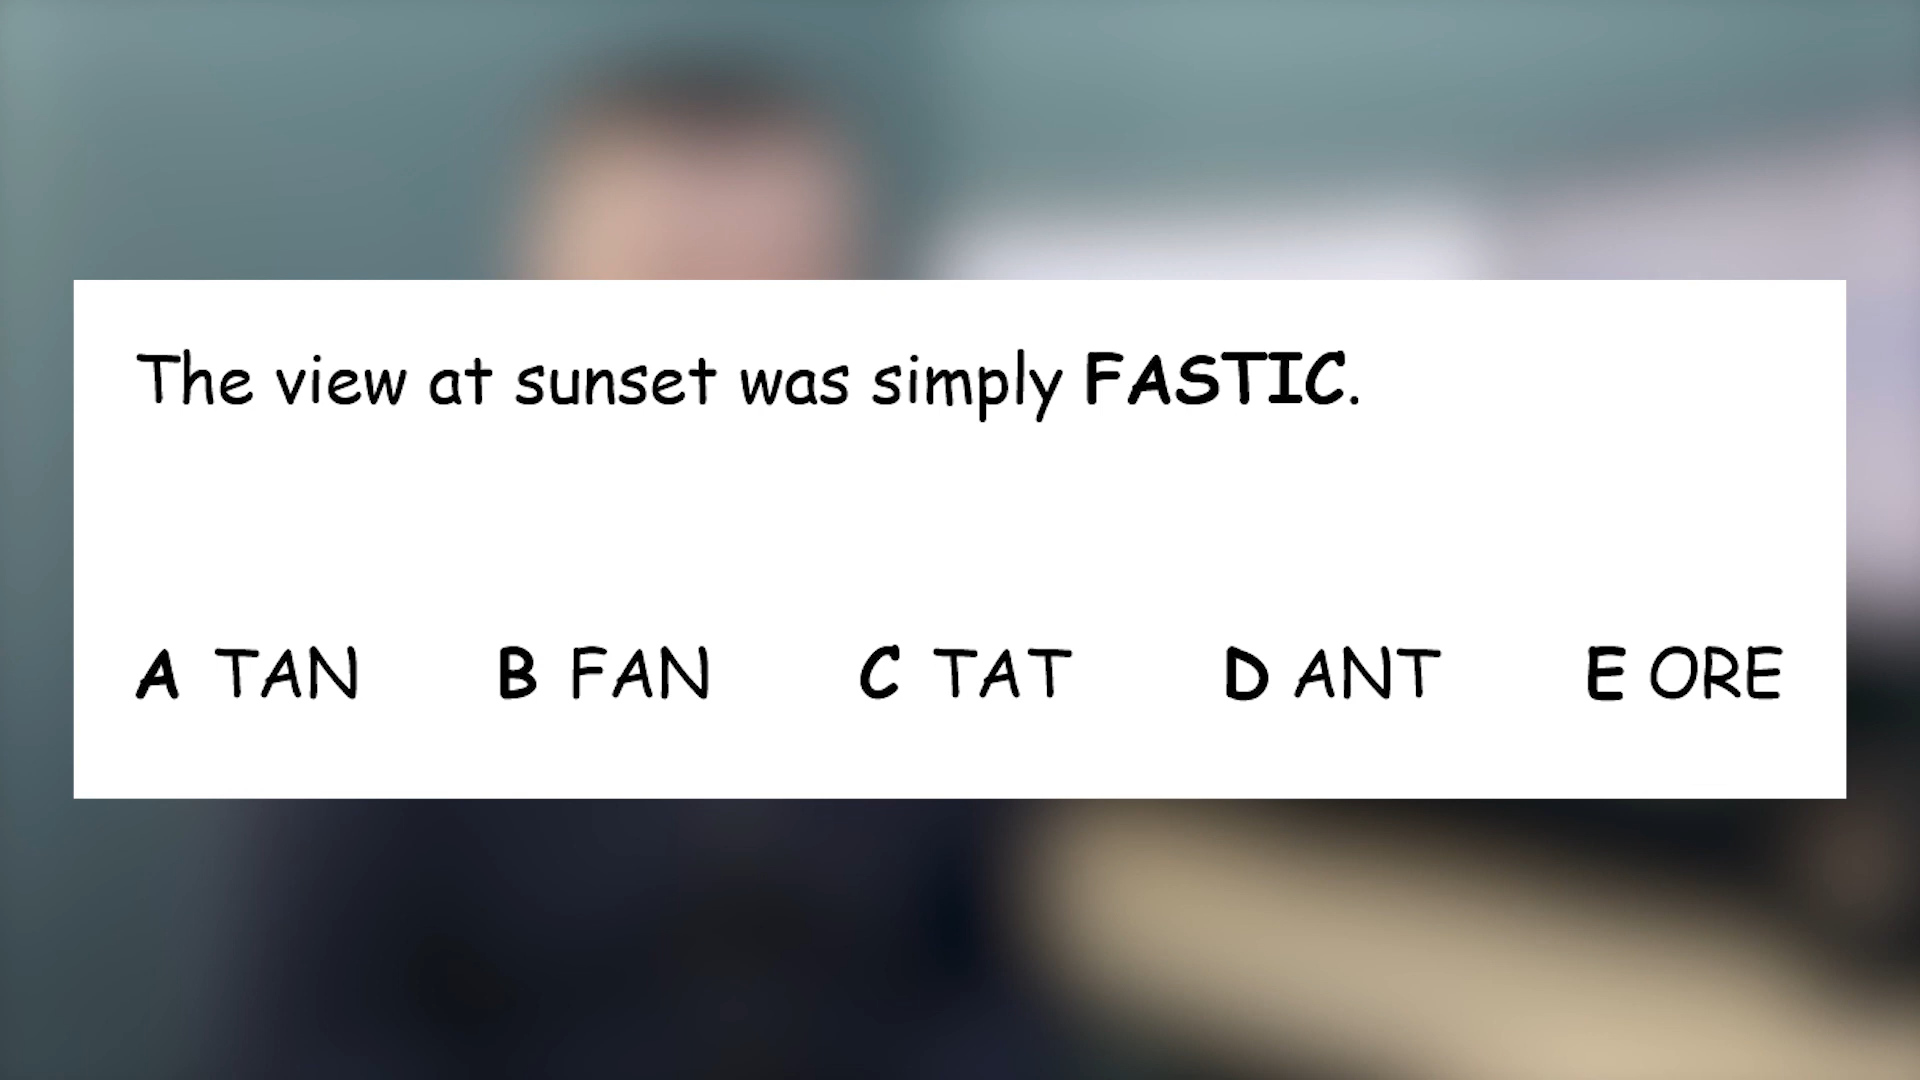 The view at sunset was simply FASTIC.
A TAN B FAN C TAT D ANT E ORE